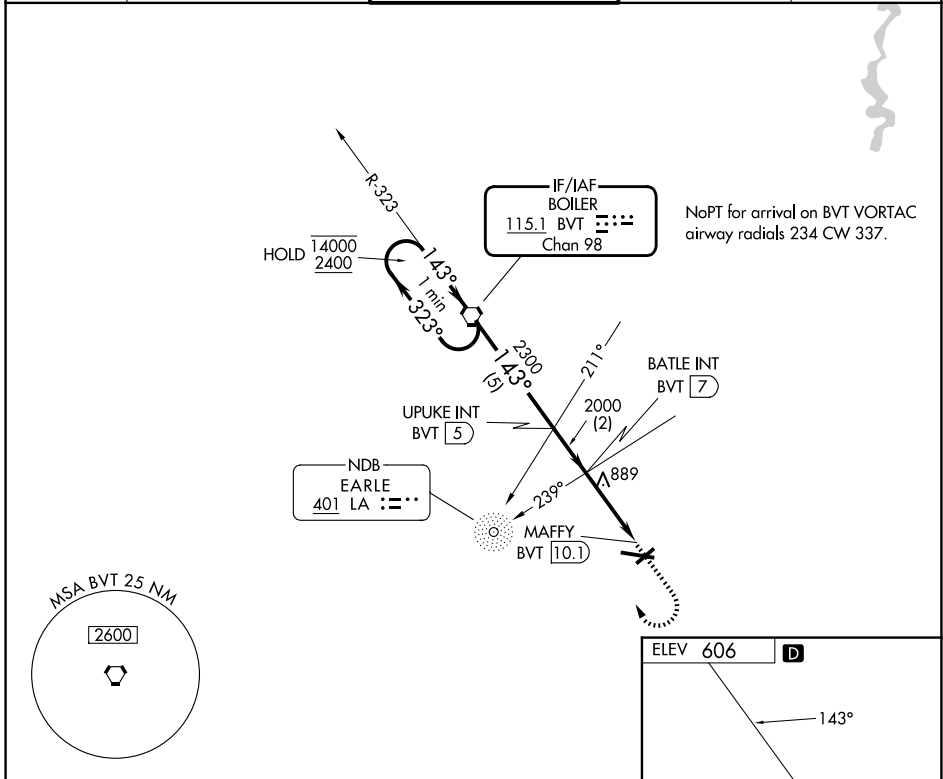 R-323
IF/IAF
BOILER
115.1 BVT
Chan 98
NoPT for arrival on BVT VORTAC
airway radials 234 CW 337.
HOLD 14000
2400
143°
1 min
323°
2300
143°
(5)
211°
BATLE INT
BVT 7
2000
(2)
UPUKE INT
BVT 5
NDB
EARLE
401 LA
889
239°
MAFFY
BVT 10.1
MSA BVT 25 NM
2600
ELEV 606 D
143°